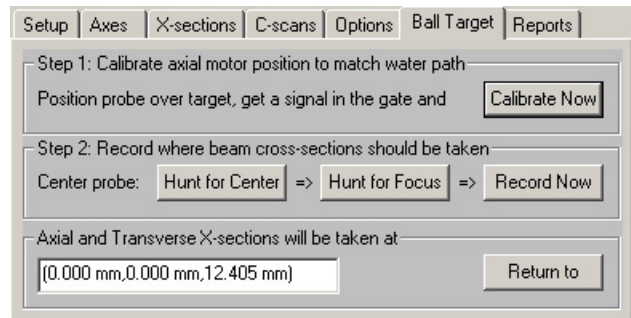 Setup Axes X-sections C-scans Options Ball Target Reports
Step 1: Calibrate axial motor position to match water path
Position probe over target, get a signal in the gate and Calibrate Now
Step 2: Record where beam cross-sections should be taken
Center probe: Hunt for Center => Hunt for Focus => Record Now
Axial and Transverse X-sections will be taken at
(0.000 mm,0.000 mm,12.405 mm) Return to